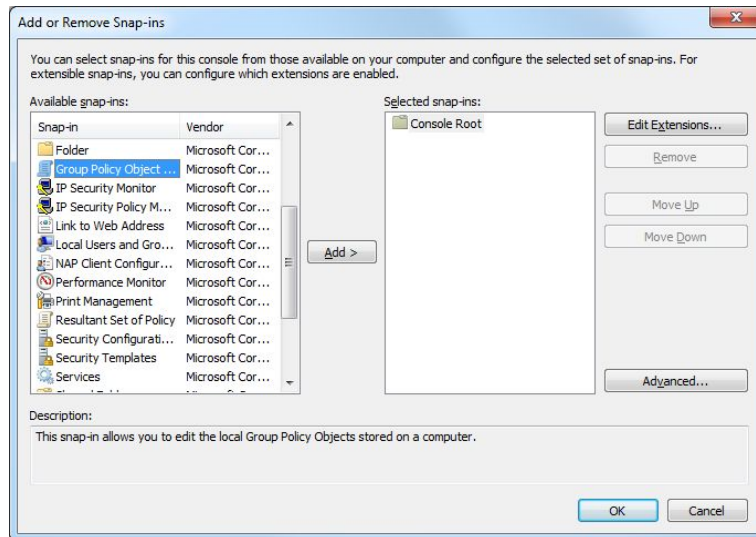 Add or Remove Snap-ins
You can select snap-ins for this console from those available on your computer and configure the selected set of snap-ins. For
extensible snap-ins, you can configure which extensions are enabled.
Available snap-ins:
Selected snap-ins:
Snap-in Vendor
Folder Microsoft Cor...
Group Policy Object ... Microsoft Cor...
IP Security Monitor Microsoft Cor...
IP Security Policy M... Microsoft Cor...
Link to Web Address Microsoft Cor...
Local Users and Gro... Microsoft Cor...
NAP Client Configur... Microsoft Cor...
Performance Monitor Microsoft Cor...
Print Management Microsoft Cor...
Resultant Set of Policy Microsoft Cor...
Security Configurati... Microsoft Cor...
Security Templates Microsoft Cor...
Services Microsoft Cor...
Add >
Console Root
Edit Extensions...
Remove
Move Up
Move Down
Advanced...
Description:
This snap-in allows you to edit the local Group Policy Objects stored on a computer.
OK
Cancel